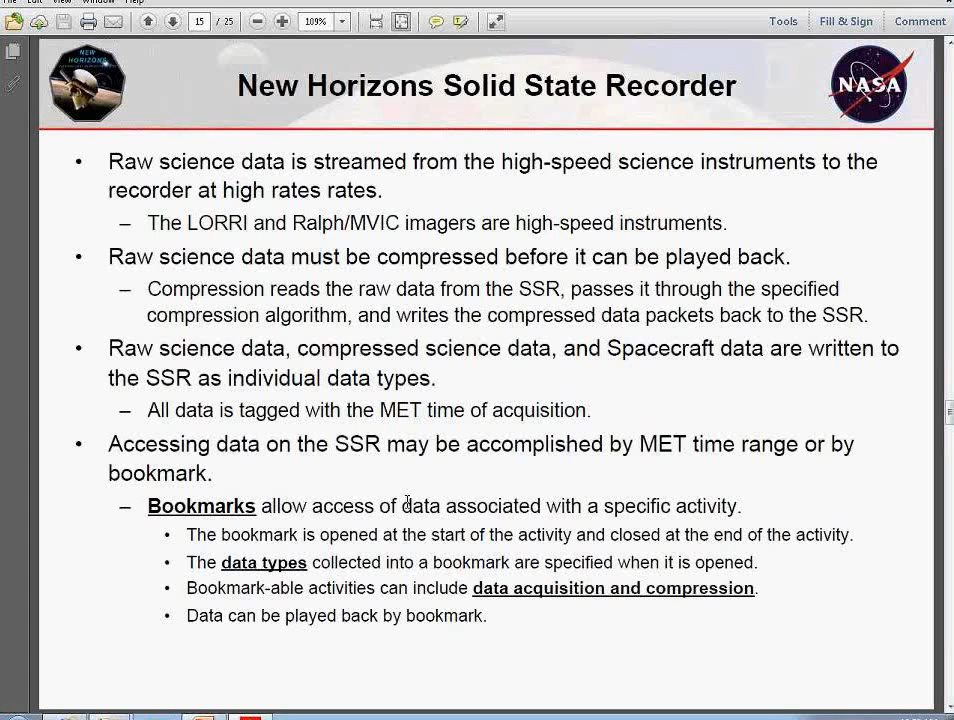 File Edit View Window Help
15 / 25 109% Tools Fill & Sign Comment
NEW HORIZONS
New Horizons Solid State Recorder
NASA
• Raw science data is streamed from the high-speed science instruments to the
recorder at high rates rates.
– The LORRI and Ralph/MVIC imagers are high-speed instruments.
• Raw science data must be compressed before it can be played back.
– Compression reads the raw data from the SSR, passes it through the specified
compression algorithm, and writes the compressed data packets back to the SSR.
• Raw science data, compressed science data, and Spacecraft data are written to
the SSR as individual data types.
– All data is tagged with the MET time of acquisition.
• Accessing data on the SSR may be accomplished by MET time range or by
bookmark.
– Bookmarks allow access of data associated with a specific activity.
• The bookmark is opened at the start of the activity and closed at the end of the activity.
• The data types collected into a bookmark are specified when it is opened.
• Bookmark-able activities can include data acquisition and compression.
• Data can be played back by bookmark.